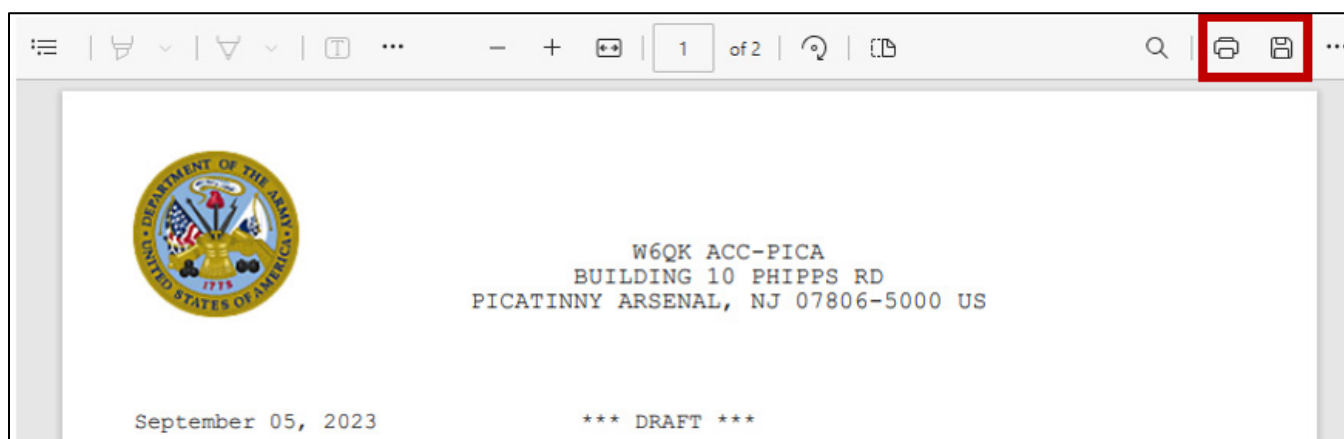 1 of 2
DEPARTMENT OF THE ARMY
UNITED STATES OF AMERICA
1775
W6QK ACC-PICA
BUILDING 10 PHIPPS RD
PICATINNY ARSENAL, NJ 07806-5000 US
September 05, 2023 *** DRAFT ***